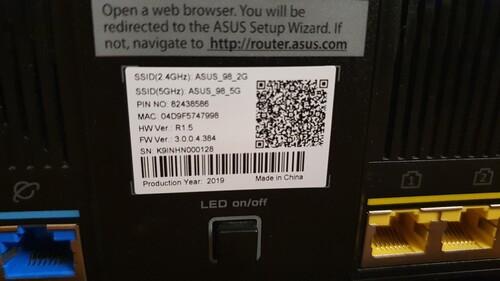 Open a web browser. You will be
redirected to the ASUS Setup Wizard. If
not, navigate to http://router.asus.com
SSID(2.4GHz): ASUS_98_2G
SSID(5GHz): ASUS_98_5G
PIN NO: 82438586
MAC: 04D9F5747998
HW Ver.: R1.5
FW Ver.: 3.0.0.4.384
SN: K9INHN000128
Production Year: 2019 Made in China
LED on/off
1
2